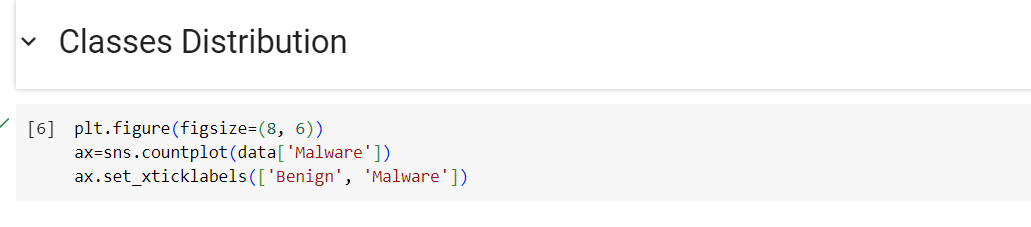 Classes Distribution
[6] plt.figure(figsize=(8, 6))
ax=sns.countplot(data['Malware'])
ax.set_xticklabels(['Benign', 'Malware'])